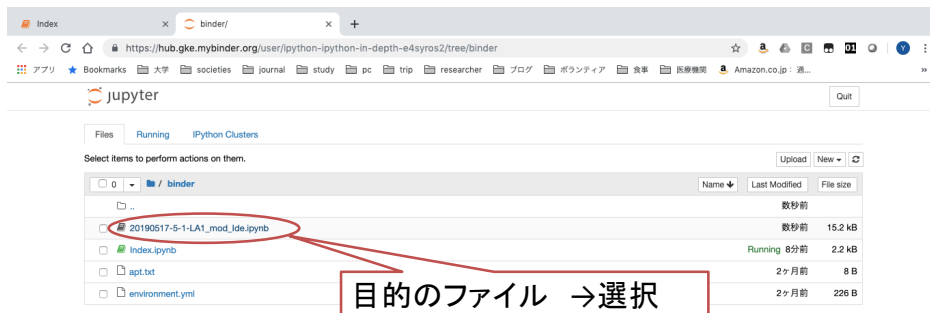 Index
binder/
https://hub.gke.mybinder.org/user/ipython-ipython-in-depth-e4syros2/tree/binder
アプリ Bookmarks 大学 societies journal study pc trip researcher ブログ ボランティア 食事 医療機関 Amazon.co.jp: 通...
jupyter Quit
Files Running IPython Clusters
Select items to perform actions on them. Upload New
0 / binder Name Last Modified File size
.. 数秒前
20190517-5-1-LA1_mod_Ide.ipynb 数秒前 15.2 kB
Index.ipynb Running 8分前 2.2 kB
apt.txt 2ヶ月前 8 B
environment.yml 2ヶ月前 226 B
目的のファイル →選択